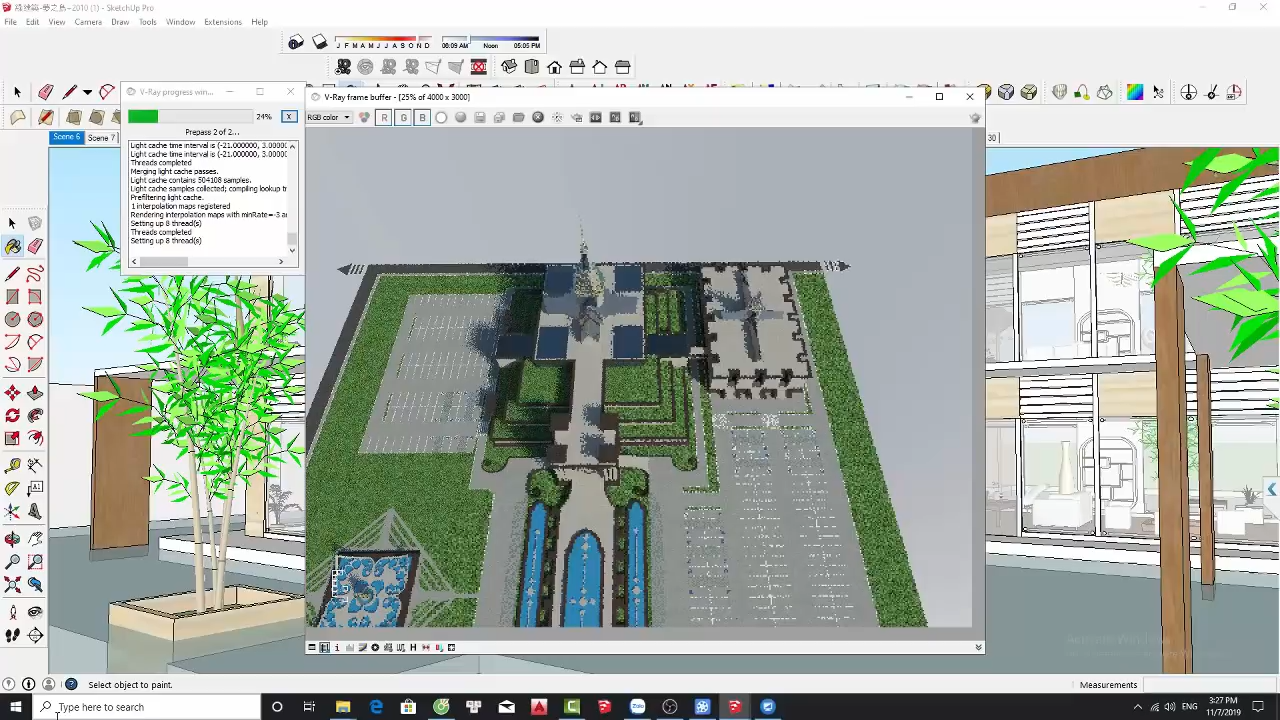 ~2010 (1) - SketchUp Pro
File Edit View Camera Draw Tools Window Extensions Help
J F M A M J J A S O N D 06:09 AM Noon 05:05 PM
V-Ray progress win...
V-Ray frame buffer - [25% of 4000 x 3000]
24% X
RGB color R G B
Prepass 2 of 2...
Scene 6 Scene 7
30
Light cache time interval is (-21.000000, 3.00000
Light cache time interval is (-21.000000, 3.00000
Threads completed
Merging light cache passes.
Light cache contains 504108 samples.
Light cache samples collected; compiling lookup tr
Prefiltering light cache.
1 interpolation maps registered
Rendering interpolation maps with minRate=-3 a
Setting up 8 thread(s)
Threads completed
Setting up 8 thread(s)
Select object to paint.
Measurements
Type here to search
Zalo
3:27 PM
11/7/2019